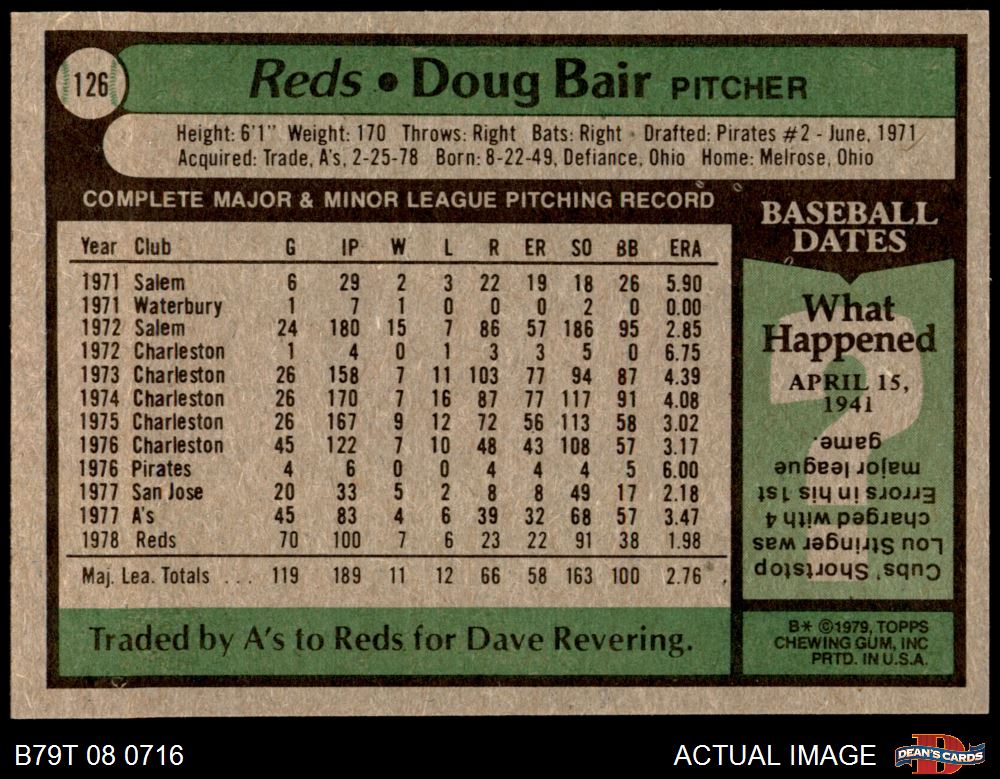 126
Reds • Doug Bair PITCHER
Height: 6'1" Weight: 170 Throws: Right Bats: Right · Drafted: Pirates #2 - June, 1971
Acquired: Trade, A's, 2-25-78 Born: 8-22-49, Defiance, Ohio Home: Melrose, Ohio
COMPLETE MAJOR & MINOR LEAGUE PITCHING RECORD
Year Club G IP W L R ER SO BB ERA
1971 Salem 6 29 2 3 22 19 18 26 5.90
1971 Waterbury 1 7 1 0 0 0 2 0 0.00
1972 Salem 24 180 15 7 86 57 186 95 2.85
1972 Charleston 1 4 0 1 3 3 5 0 6.75
1973 Charleston 26 158 7 11 103 77 94 87 4.39
1974 Charleston 26 170 7 16 87 77 117 91 4.08
1975 Charleston 26 167 9 12 72 56 113 58 3.02
1976 Charleston 45 122 7 10 48 43 108 57 3.17
1976 Pirates 4 6 0 0 4 4 4 5 6.00
1977 San Jose 20 33 5 2 8 8 49 17 2.18
1977 A's 45 83 4 6 39 32 68 57 3.47
1978 Reds 70 100 7 6 23 22 91 38 1.98
Maj. Lea. Totals ... 119 189 11 12 66 58 163 100 2.76
Traded by A's to Reds for Dave Revering.
BASEBALL
DATES
What
Happened
APRIL 15,
1941
Cubs' Shortstop
Lou Stringer was
charged with 4
Errors in his 1st
major league
game.
B* ©1979, TOPPS
CHEWING GUM, INC
PRTD. IN U.S.A.
B79T 08 0716
ACTUAL IMAGE
DEAN'S CARDS